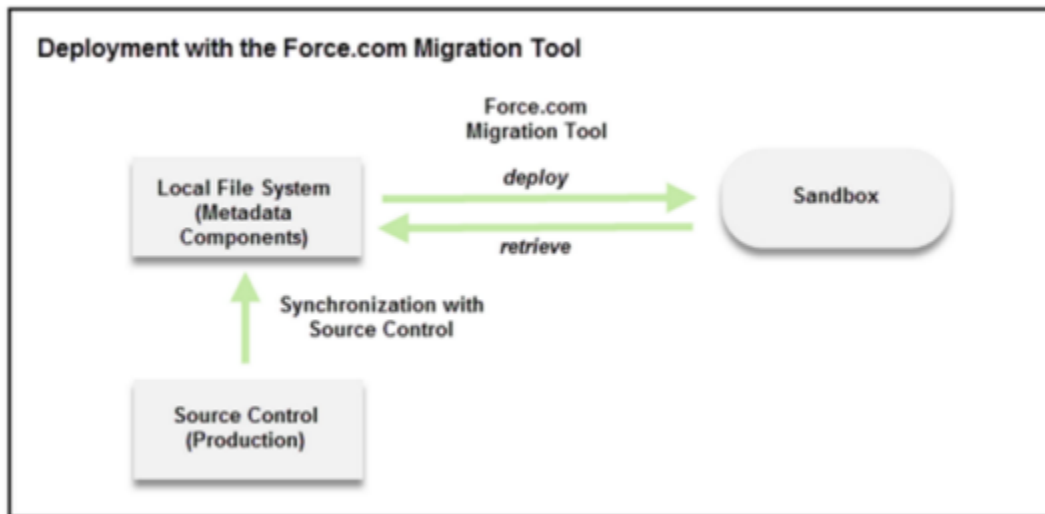 Deployment with the Force.com Migration Tool
Force.com
Migration Tool
Local File System
(Metadata
Components)
deploy
Sandbox
retrieve
Synchronization with
Source Control
Source Control
(Production)